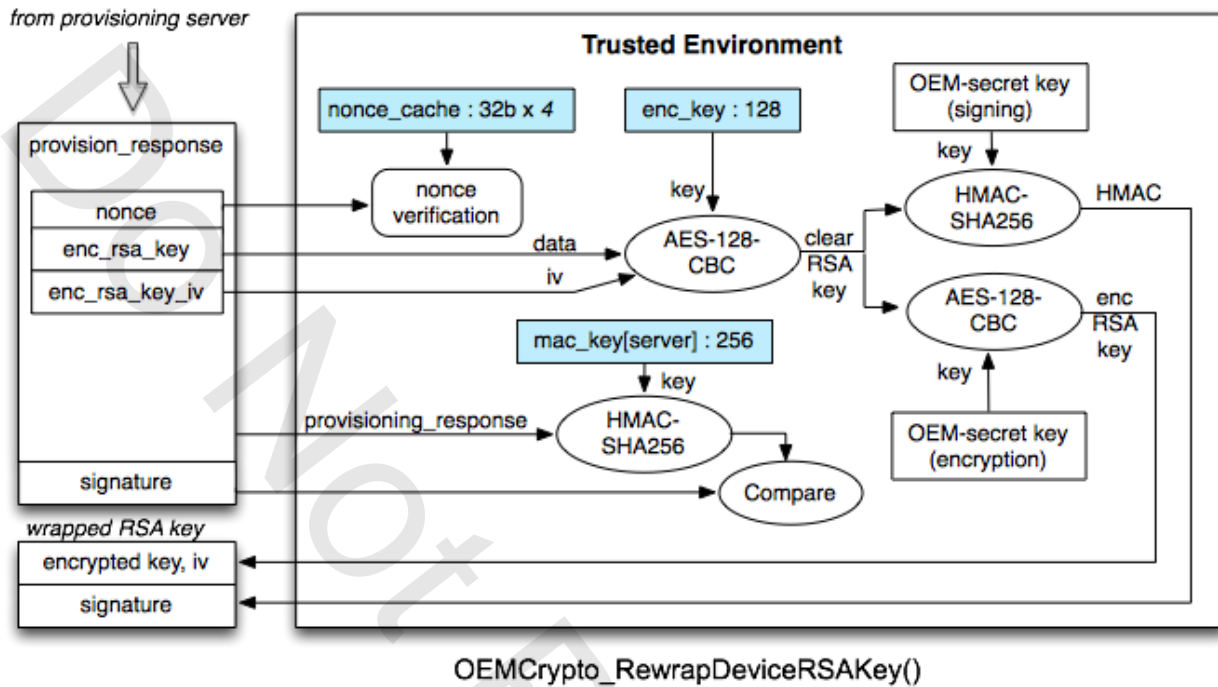 from provisioning server
Trusted Environment
nonce_cache : 32b x 4
enc_key : 128
OEM-secret key
(signing)
provision_response
key
nonce
verification
key
HMAC-
SHA256
HMAC
nonce
enc_rsa_key
data
AES-128-
CBC
clear
RSA
key
iv
enc_rsa_key_iv
AES-128-
CBC
enc
RSA
key
mac_key[server] : 256
key
key
provisioning_response
HMAC-
SHA256
OEM-secret key
(encryption)
signature
Compare
wrapped RSA key
encrypted key, iv
signature
OEMCrypto_RewrapDeviceRSAKey()
Do Not